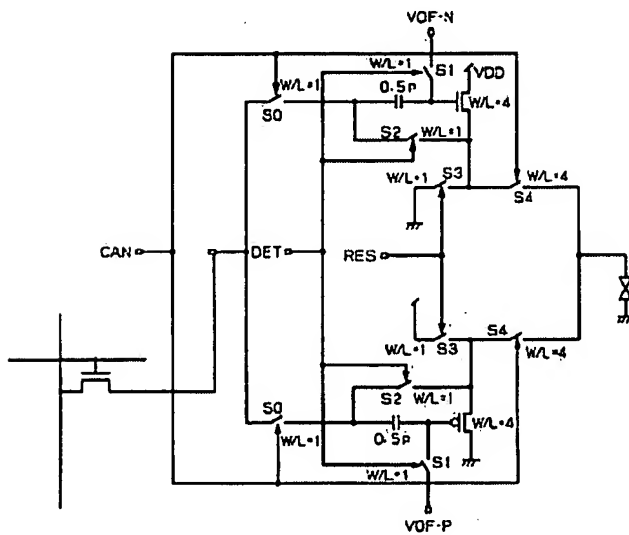 VOF-N
W/L=1
S1
VDD
W/L=1
0.5P
W/L=4
S0
S2
W/L=1
W/L=1
S3
W/L=4
S4
CAN
DET
RES
S4
W/L=1
S3
W/L=4
S2
W/L=1
S0
W/L=1
0.5P
W/L=4
S1
W/L=1
VOF-P